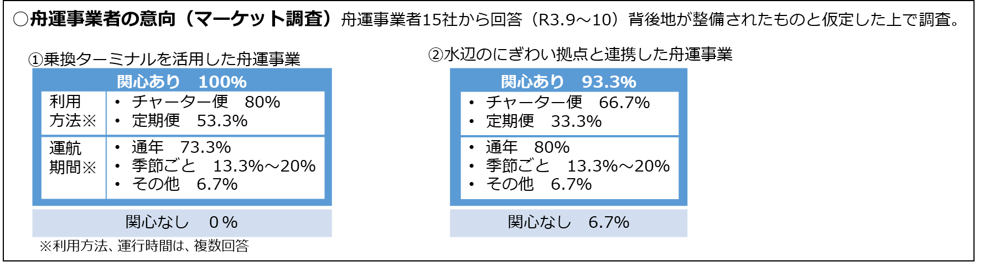 ○舟運事業者の意向（マーケット調査）舟運事業者15社から回答（R3.9～10）背後地が整備されたものと仮定した上で調査。
①乗換ターミナルを活用した舟運事業
関心あり　100%
利用方法※
・チャーター便　80%
・定期便　53.3%
運航期間※
・通年　73.3%
・季節ごと　13.3%～20%
・その他　6.7%
関心なし　０％
※利用方法、運行時間は、複数回答
②水辺のにぎわい拠点と連携した舟運事業
関心あり　93.3%
・チャーター便　66.7%
・定期便　33.3%
・通年　80%
・季節ごと　13.3%～20%
・その他　6.7%
関心なし　6.7%